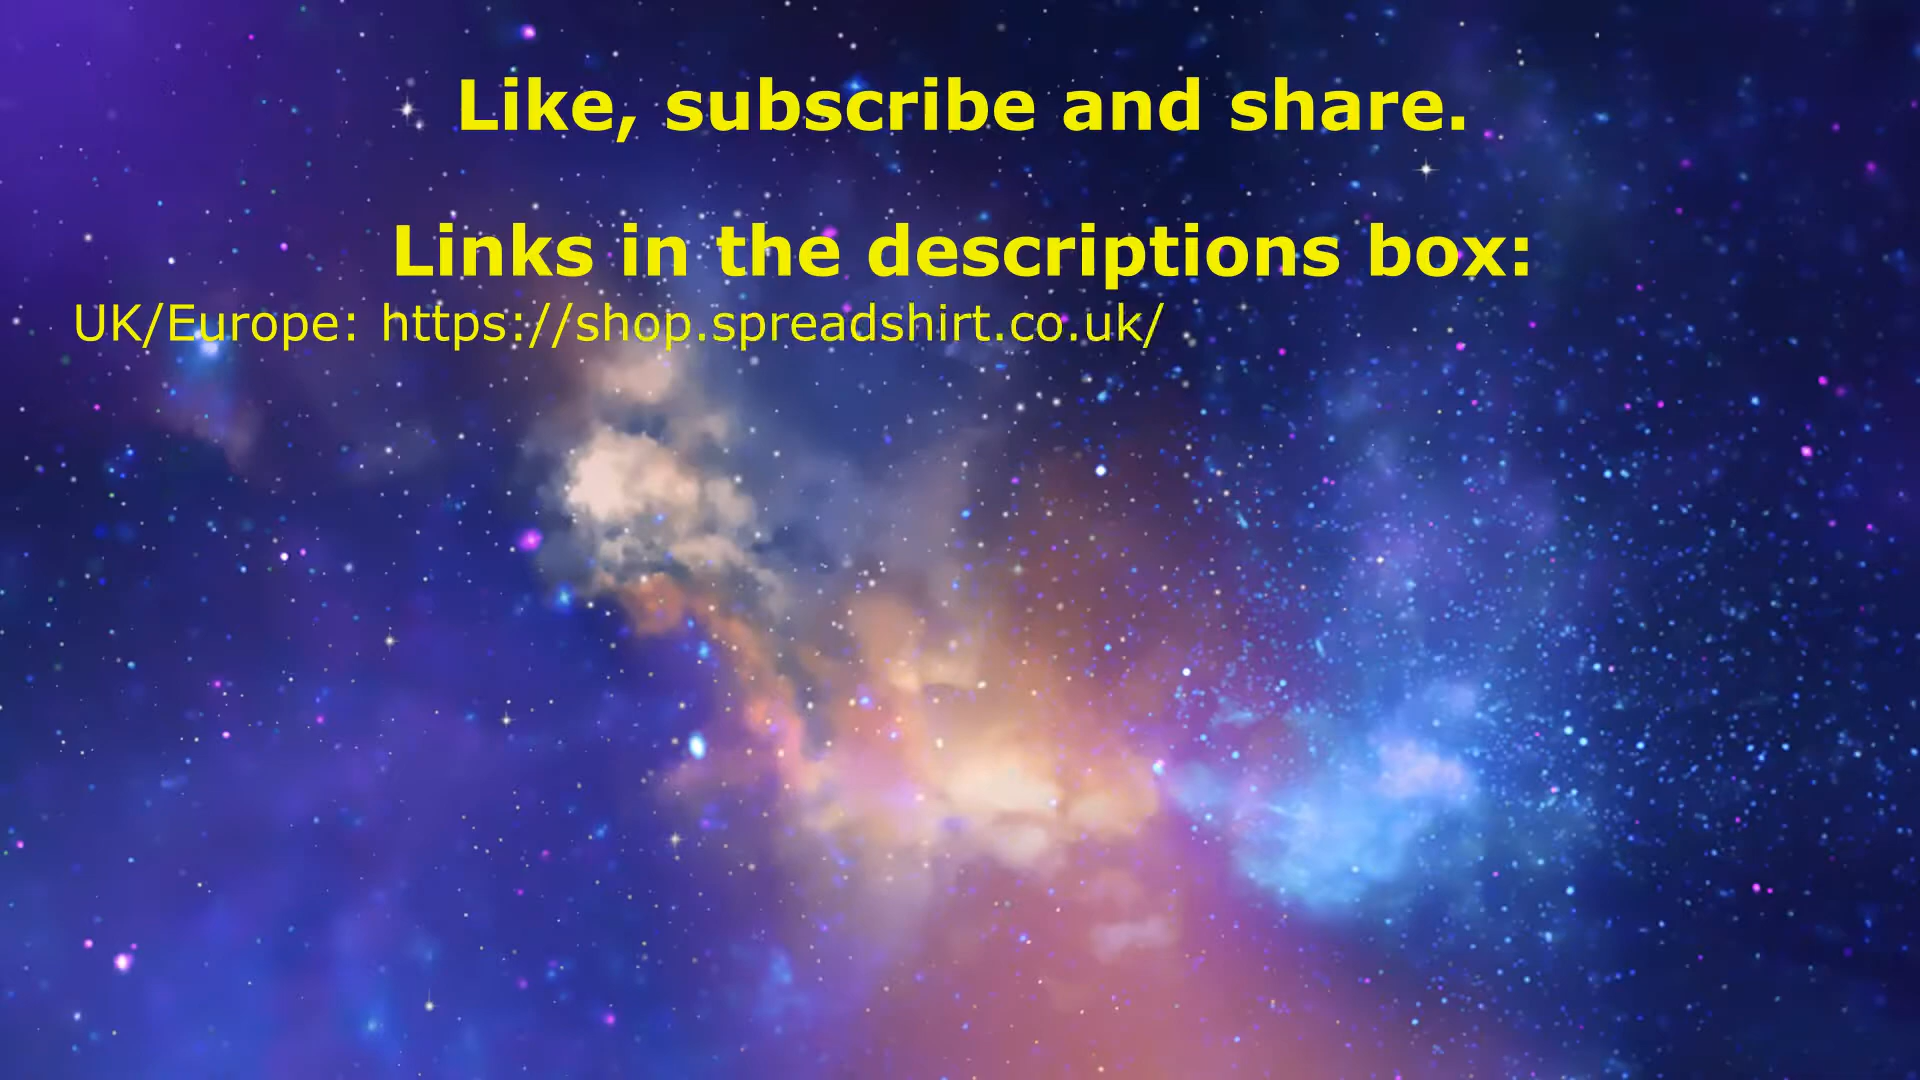 Like, subscribe and share.
Links in the descriptions box:
UK/Europe: https://shop.spreadshirt.co.uk/